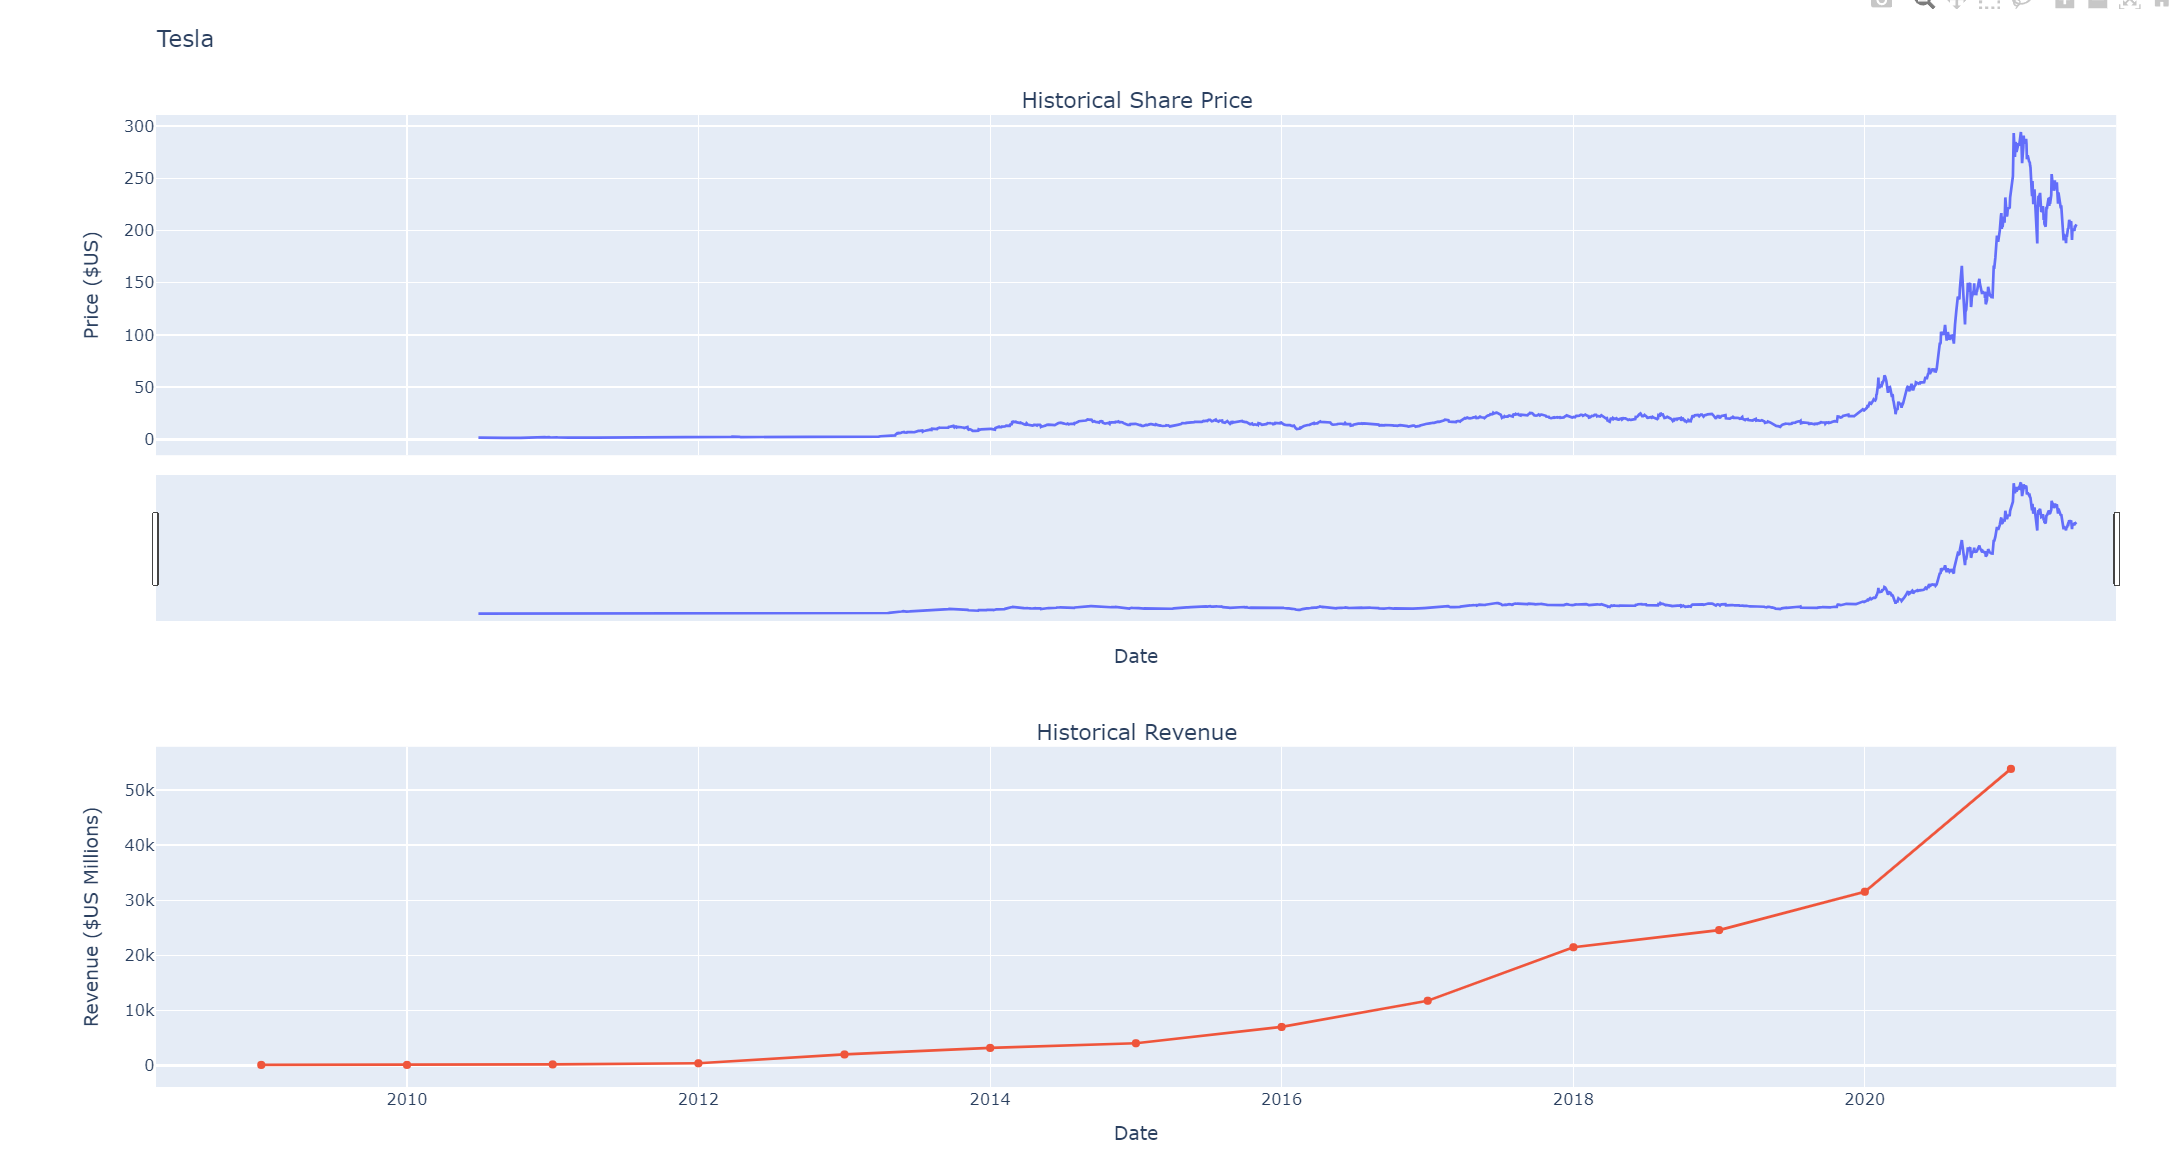 Tesla
Historical Share Price
300
250
200
150
100
50
0
Price ($US)
Date
Historical Revenue
50k
40k
30k
20k
10k
0
Revenue ($US Millions)
2010 2012 2014 2016 2018 2020
Date